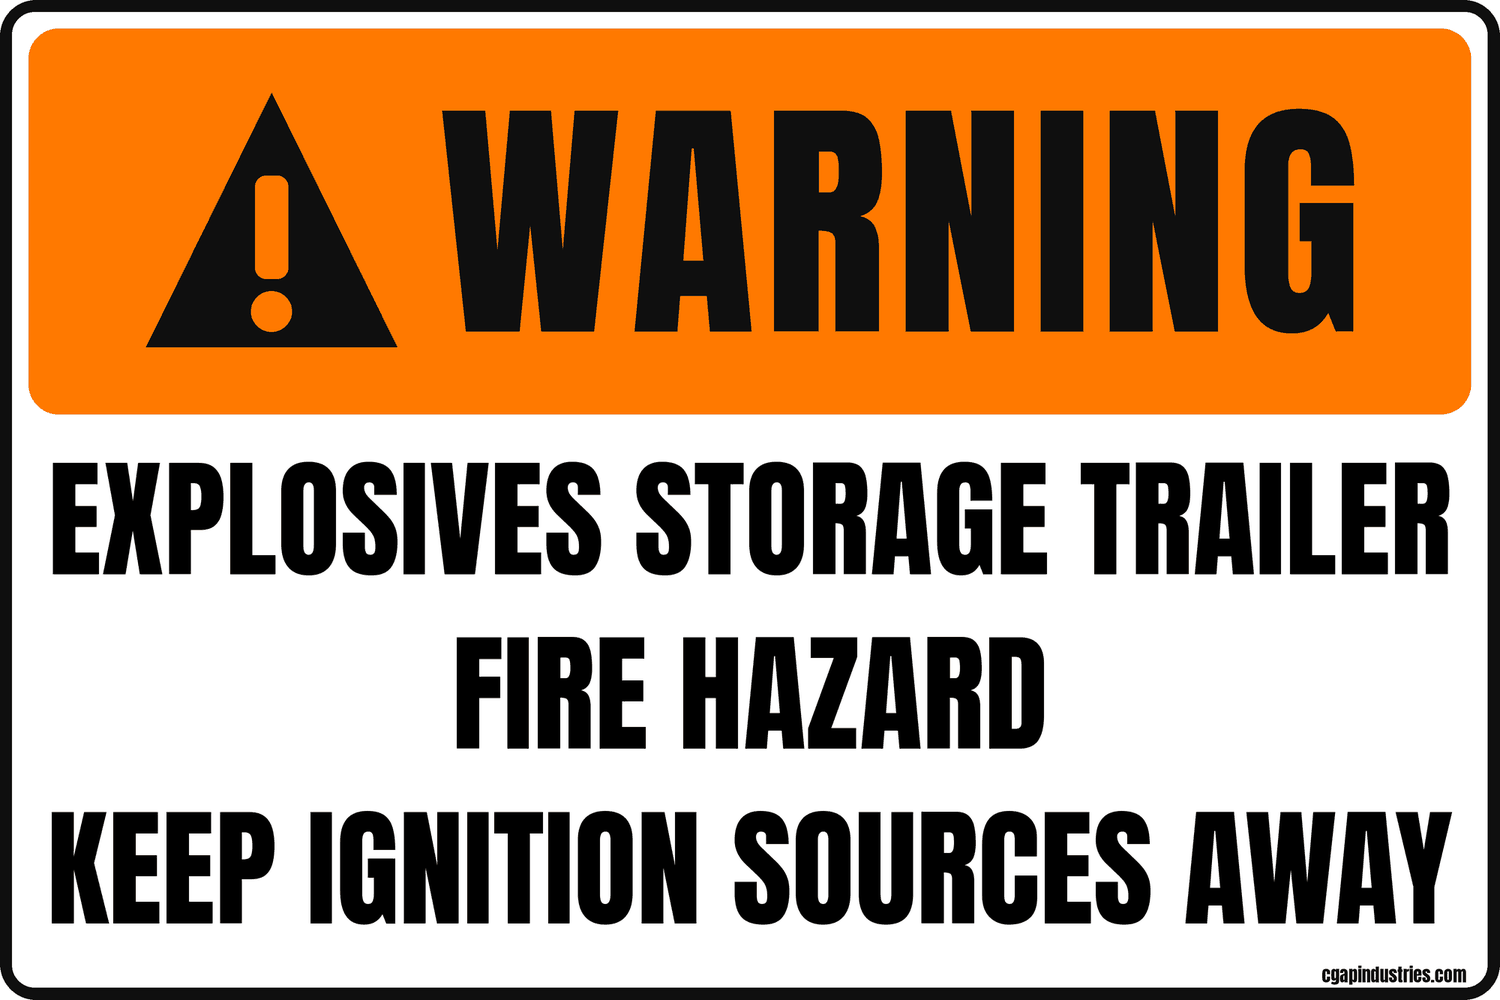 WARNING
EXPLOSIVES STORAGE TRAILER
FIRE HAZARD
KEEP IGNITION SOURCES AWAY
cgapindustries.com